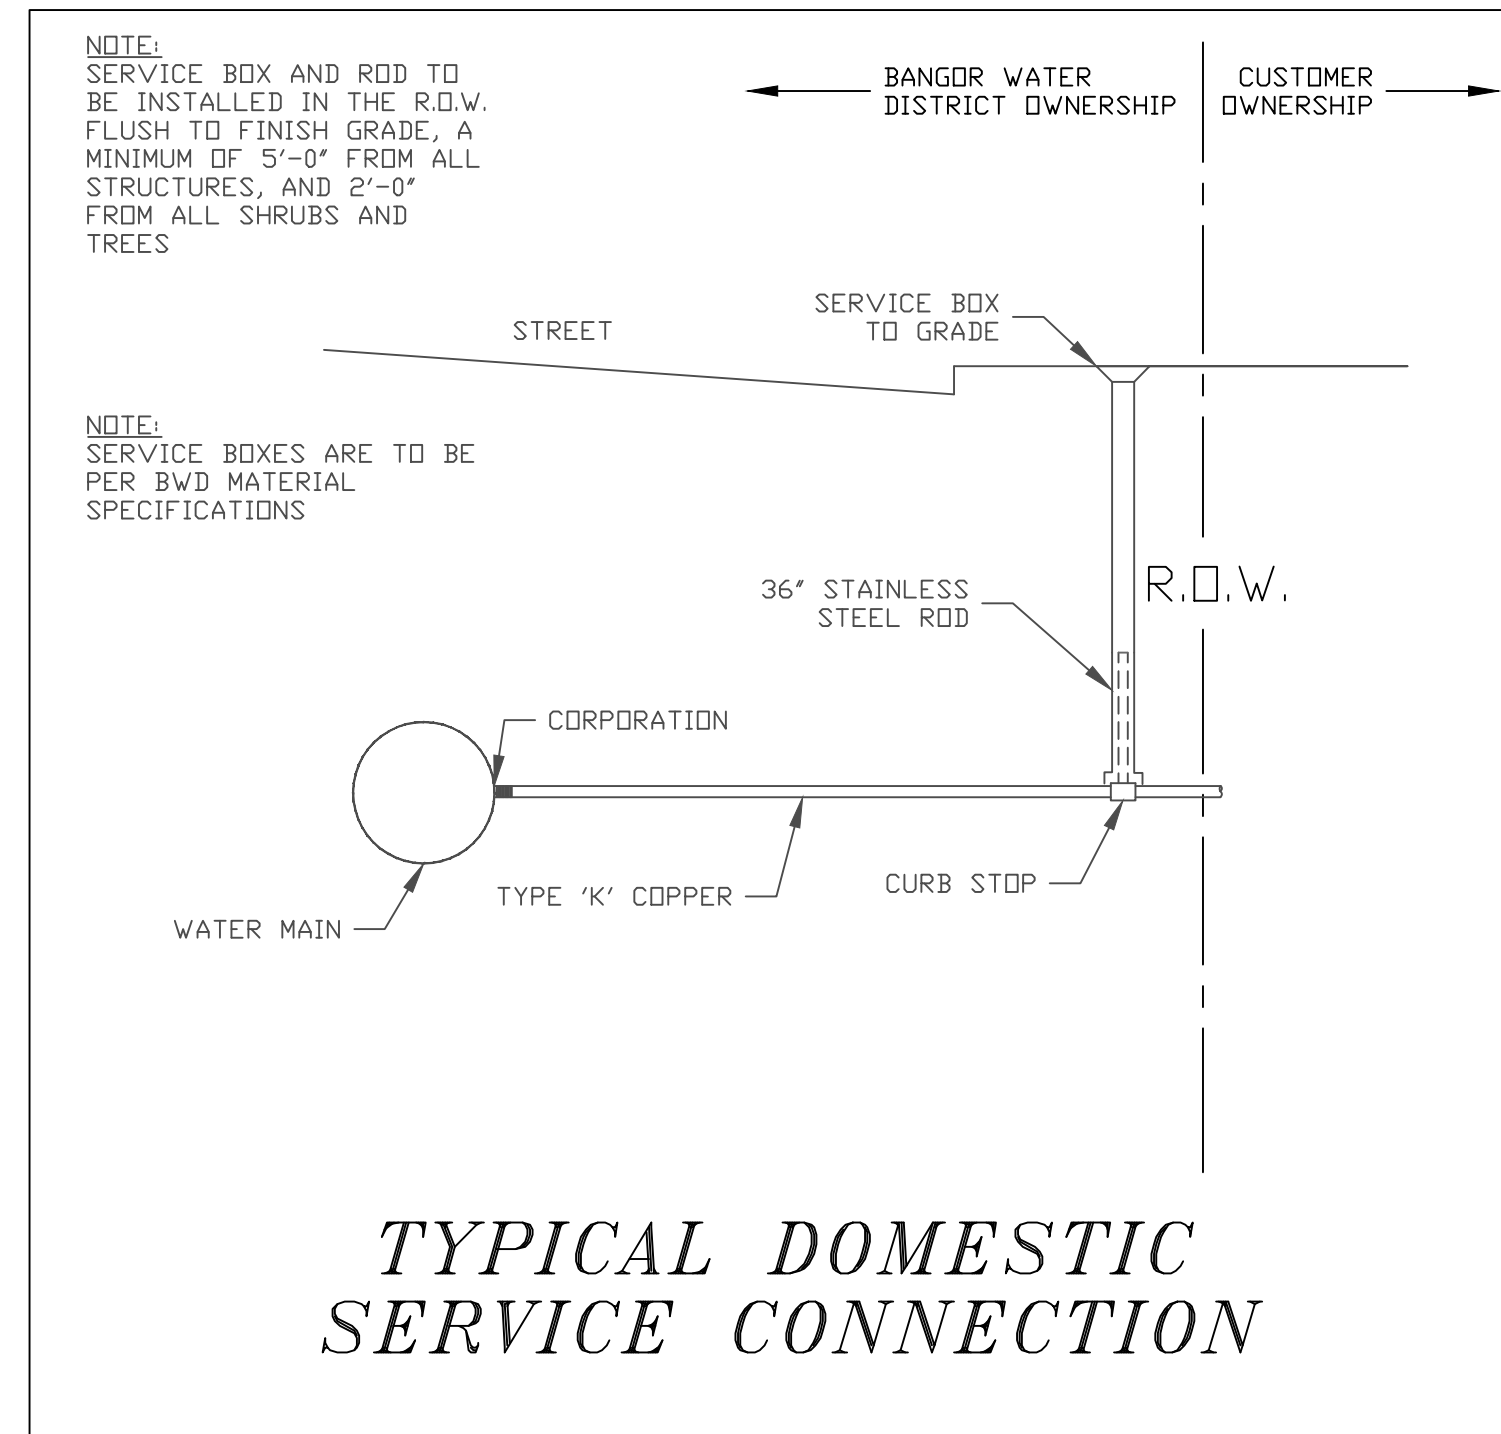 NOTE:
SERVICE BOX AND ROD TO
BE INSTALLED IN THE R.O.W.
FLUSH TO FINISH GRADE, A
MINIMUM OF 5'-0" FROM ALL
STRUCTURES, AND 2'-0"
FROM ALL SHRUBS AND
TREES
BANGOR WATER
DISTRICT OWNERSHIP
CUSTOMER
OWNERSHIP
SERVICE BOX
TO GRADE
STREET
NOTE:
SERVICE BOXES ARE TO BE
PER BWD MATERIAL
SPECIFICATIONS
36" STAINLESS
STEEL ROD
R.O.W.
CORPORATION
TYPE 'K' COPPER
CURB STOP
WATER MAIN
TYPICAL DOMESTIC
SERVICE CONNECTION